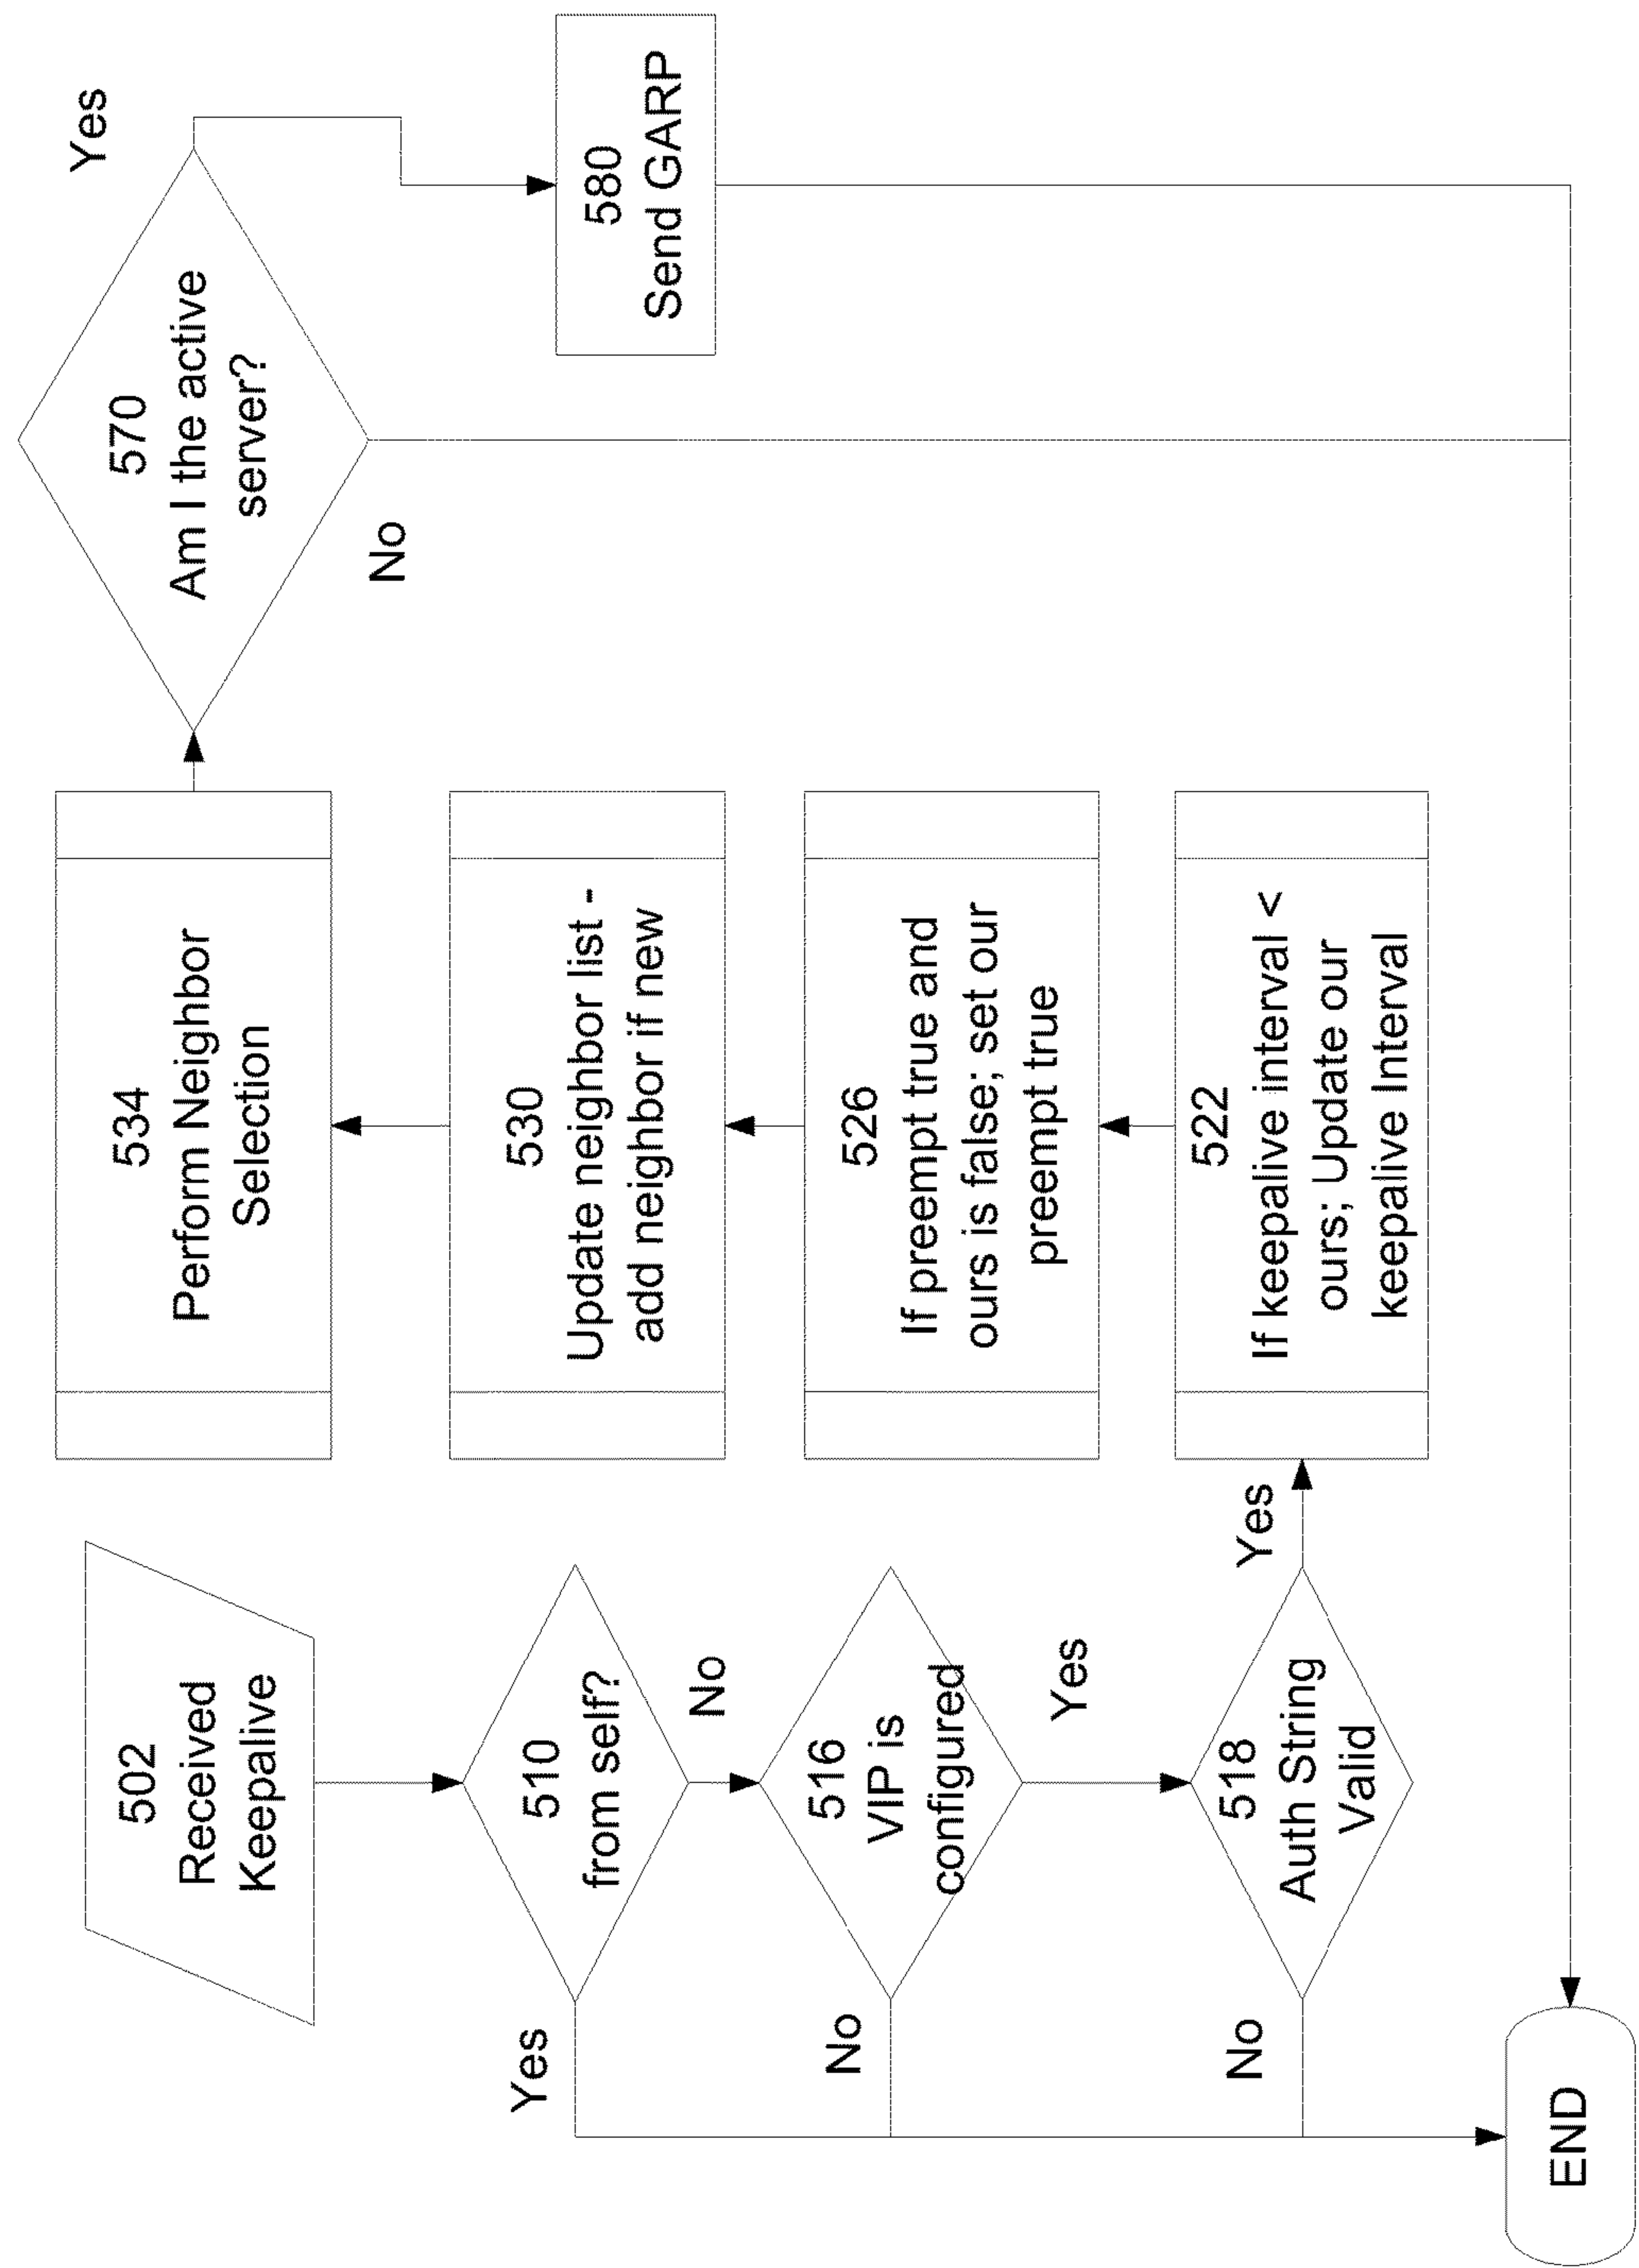 502
Received
Keepalive
510
from self?
Yes
No
516
VIP is
configured
No
Yes
518
Auth String
Valid
No
Yes
END
534
Perform Neighbor
Selection
530
Update neighbor list -
add neighbor if new
526
If preempt true and
ours is false; set our
preempt true
522
If keepalive interval <
ours; Update our
keepalive Interval
570
Am I the active
server?
Yes
No
580
Send GARP